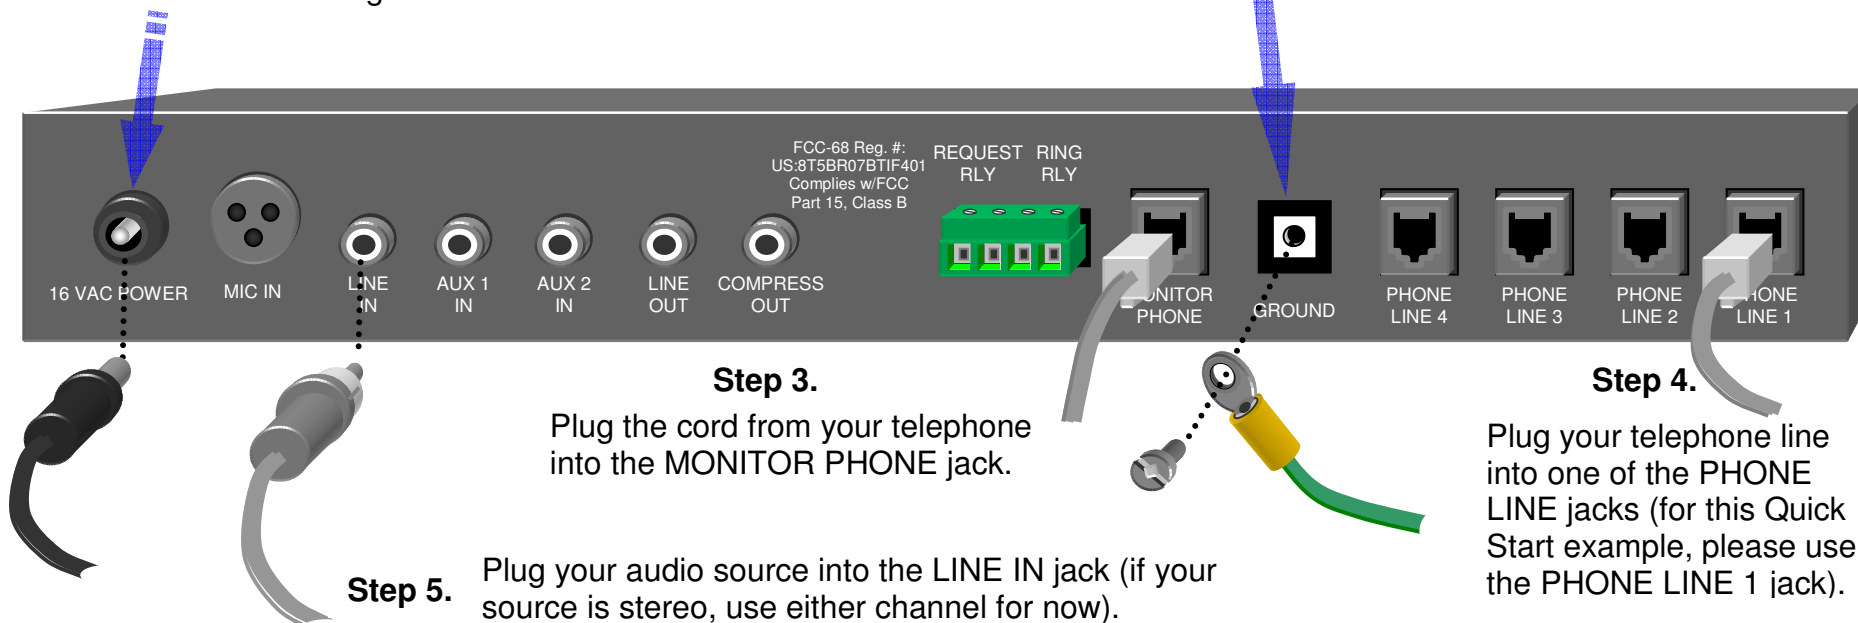 FCC-68 Reg. #:
US:8T5BR07BTIF401
Complies w/FCC
Part 15, Class B
REQUEST RLY
RING RLY
16 VAC POWER
MIC IN
LINE
IN
AUX 1
IN
AUX 2
IN
LINE
OUT
COMPRESS
OUT
MONITOR
PHONE
GROUND
PHONE
LINE 4
PHONE
LINE 3
PHONE
LINE 2
PHONE
LINE 1
Step 3.
Plug the cord from your telephone
into the MONITOR PHONE jack.
Step 4.
Plug your telephone line
into one of the PHONE
LINE jacks (for this Quick
Start example, please use
the PHONE LINE 1 jack).
Step 5.
Plug your audio source into the LINE IN jack (if your
source is stereo, use either channel for now).